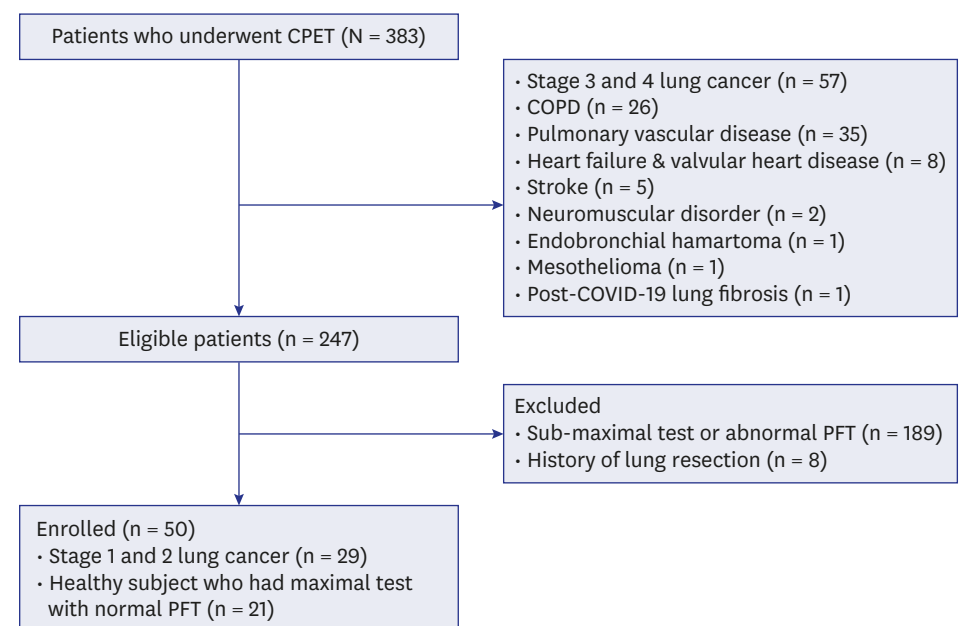 Patients who underwent CPET (N = 383)
· Stage 3 and 4 lung cancer (n = 57)
· COPD (n = 26)
· Pulmonary vascular disease (n = 35)
· Heart failure & valvular heart disease (n = 8)
· Stroke (n = 5)
· Neuromuscular disorder (n = 2)
· Endobronchial hamartoma (n = 1)
· Mesothelioma (n = 1)
· Post-COVID-19 lung fibrosis (n = 1)
Eligible patients (n = 247)
Excluded
· Sub-maximal test or abnormal PFT (n = 189)
· History of lung resection (n = 8)
Enrolled (n = 50)
· Stage 1 and 2 lung cancer (n = 29)
· Healthy subject who had maximal test
with normal PFT (n = 21)